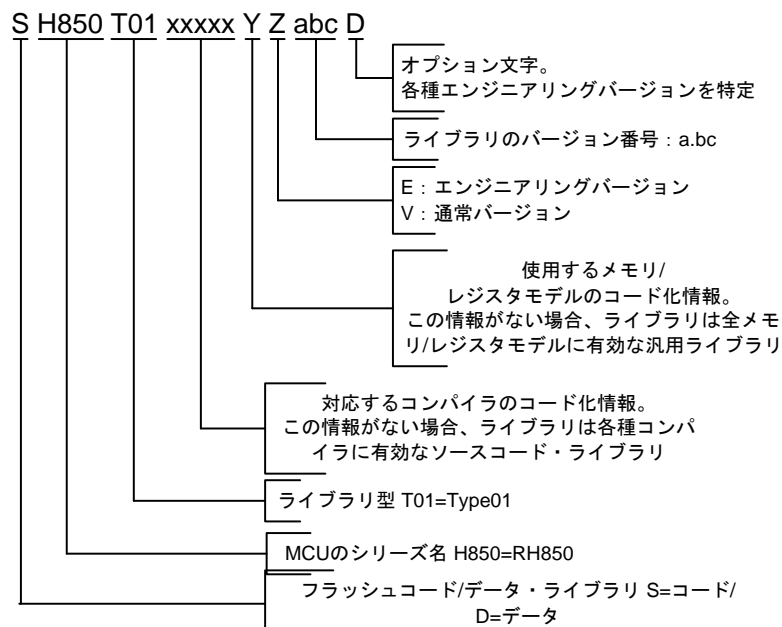 S H850 T01 xxxxx Y Z abc D
オプション文字。
各種エンジニアリングバージョンを特定
ライブラリのバージョン番号：a.bc
E：エンジニアリングバージョン
V：通常バージョン
使用するメモリ/
レジスタモデルのコード化情報。
この情報がない場合、ライブラリは全メモ
リ/レジスタモデルに有効な汎用ライブラリ
対応するコンパイラのコード化情報。
この情報がない場合、ライブラリは各種コンパ
イラに有効なソースコード・ライブラリ
ライブラリ型 T01=Type01
MCUのシリーズ名 H850=RH850
フラッシュコード/データ・ライブラリ S=コード/
D=データ